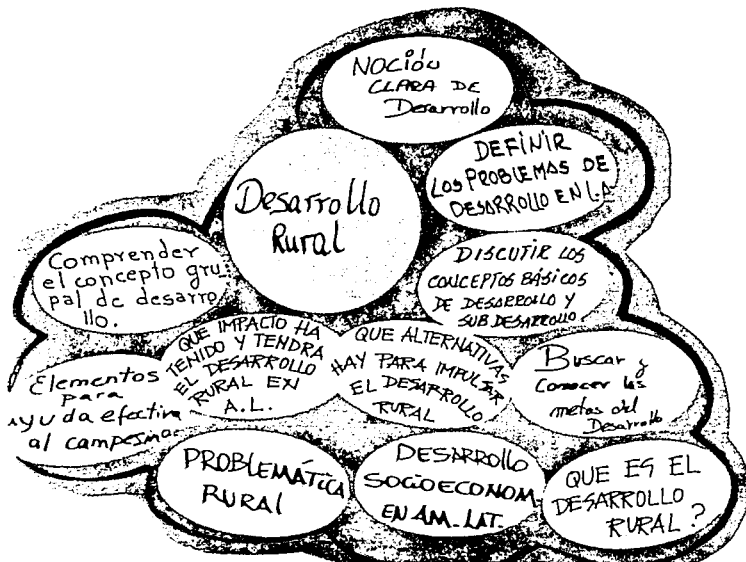 NOCIÓN
CLARA DE
Desarrollo
DEFINIR
LOS PROBLEMAS DE
DESARROLLO EN L.A
Desarrollo
Rural
DISCUTIR LOS
CONCEPTOS BÁSICOS
DE DESARROLLO Y
SUB DESARROLLO
Comprender
el concepto gru-
pal de desarro
llo.
QUE IMPACTO HA
TENIDO Y TENDRA
EL DESARROLLO
RURAL EN
A.L.
QUE ALTERNATIVAS
HAY PARA IMPULSAR
EL DESARROLLO
RURAL
Buscar y
Conocer las
metas del
Desarrollo
Elementos
para
ayuda efectiva
al
PROBLEMÁTICA
RURAL
DESARROLLO
SOCIOECONOM.
EN AM. LAT.
QUE ES EL
DESARROLLO
RURAL?